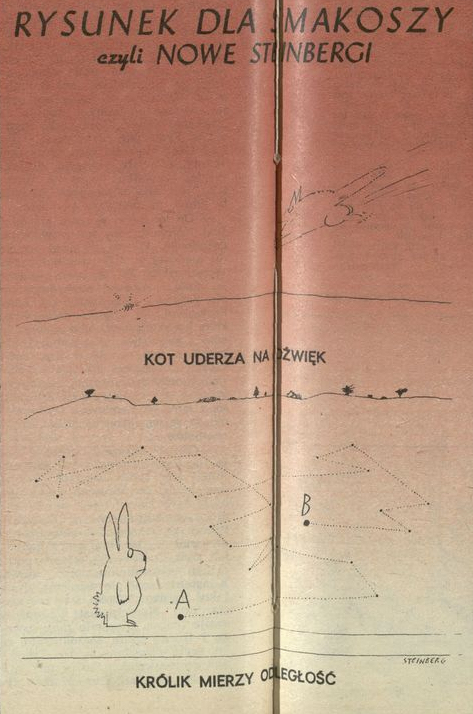 RYSUNEK DLA SMAKOSZY
czyli NOWE STEINBERGI
KOT UDERZA NA DŹWIĘK
B
A
STEINBERG
KRÓLIK MIERZY ODLEGŁOŚĆ